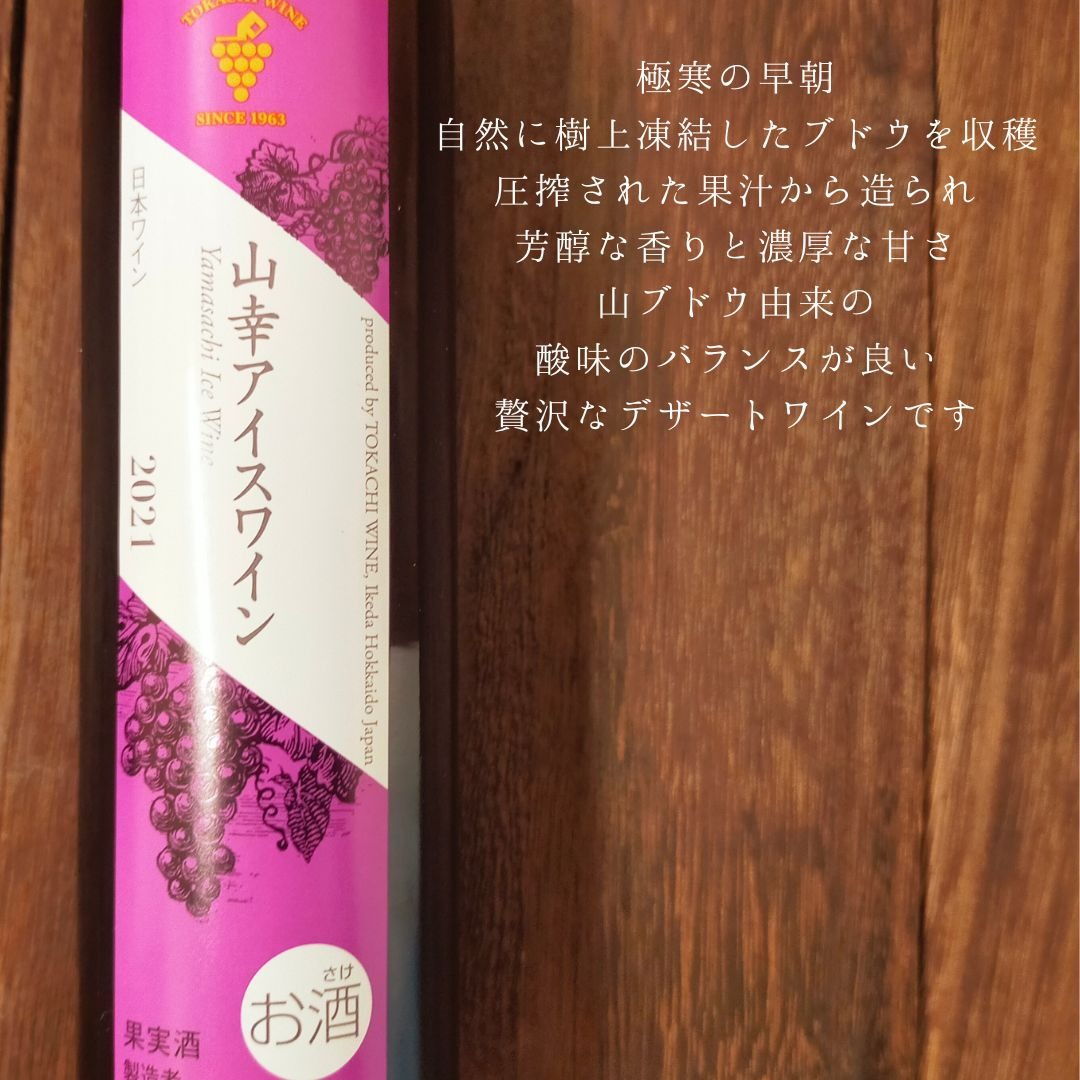 TOKACHI WINE
SINCE 1963
日本ワイン
山幸アイスワイン
Yamasachi Ice Wine
2021
produced by TOKACHI WINE, Ikeda Hokkaido Japan
さけ
お酒
果実酒
製造者
極寒の早朝
自然に樹上凍結したブドウを収穫
圧搾された果汁から造られ
芳醇な香りと濃厚な甘さ
山ブドウ由来の
酸味のバランスが良い
贅沢なデザートワインです